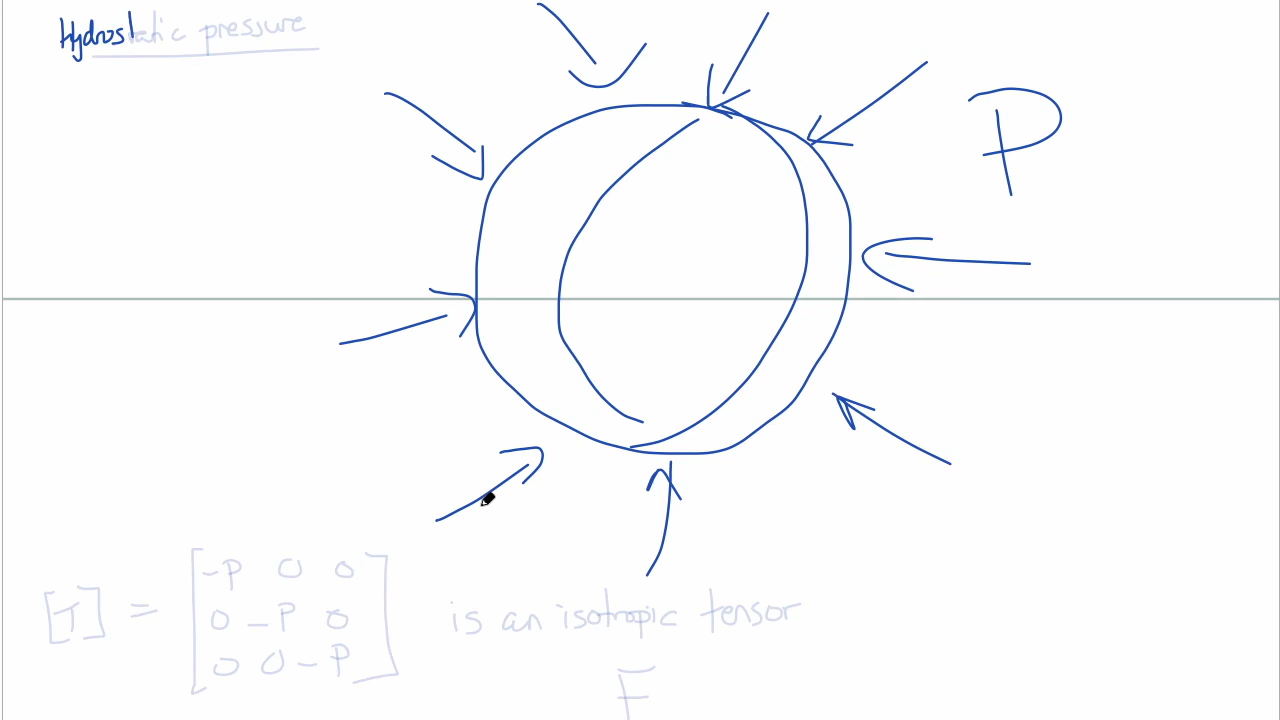 Hydrostatic pressure
P
[T] = [-P 0 0
0 -P 0
0 0 -P] is an isotropic tensor
F